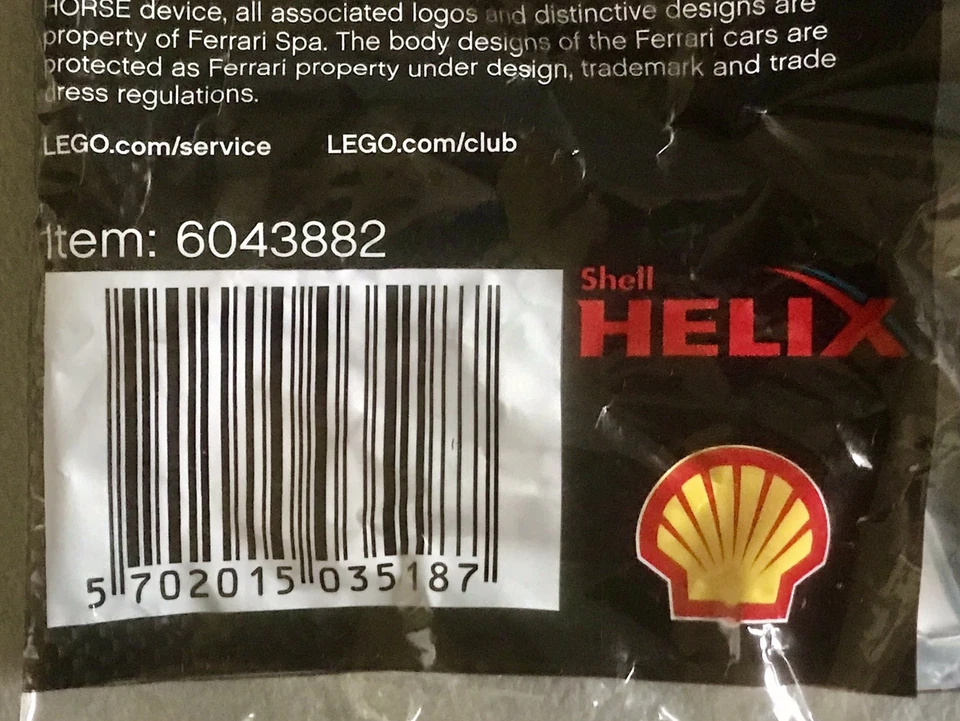 HORSE device, all associated logos and distinctive designs are
property of Ferrari Spa. The body designs of the Ferrari cars are
protected as Ferrari property under design, trademark and trade
dress regulations.
LEGO.com/service LEGO.com/club
Item: 6043882
Shell
HELIX
5 702015 035187